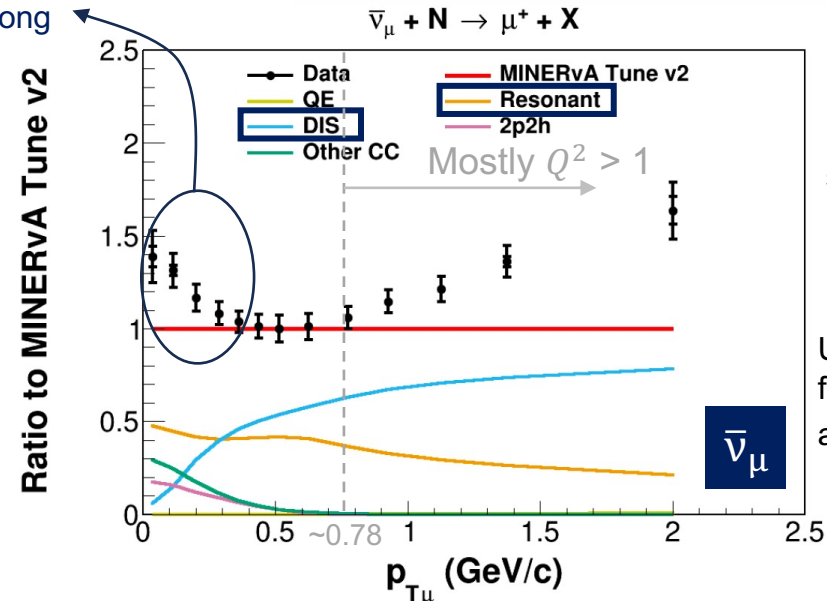 ong
ν̄μ + N → μ+ + X
Ratio to MINERvA Tune v2
2.5
2
1.5
1
0.5
0
Data
QE
DIS
Other CC
MINERvA Tune v2
Resonant
2p2h
Mostly Q² > 1
ν̄μ
U
f
a
0
0.5
1
1.5
2
2.5
~0.78
pTμ (GeV/c)